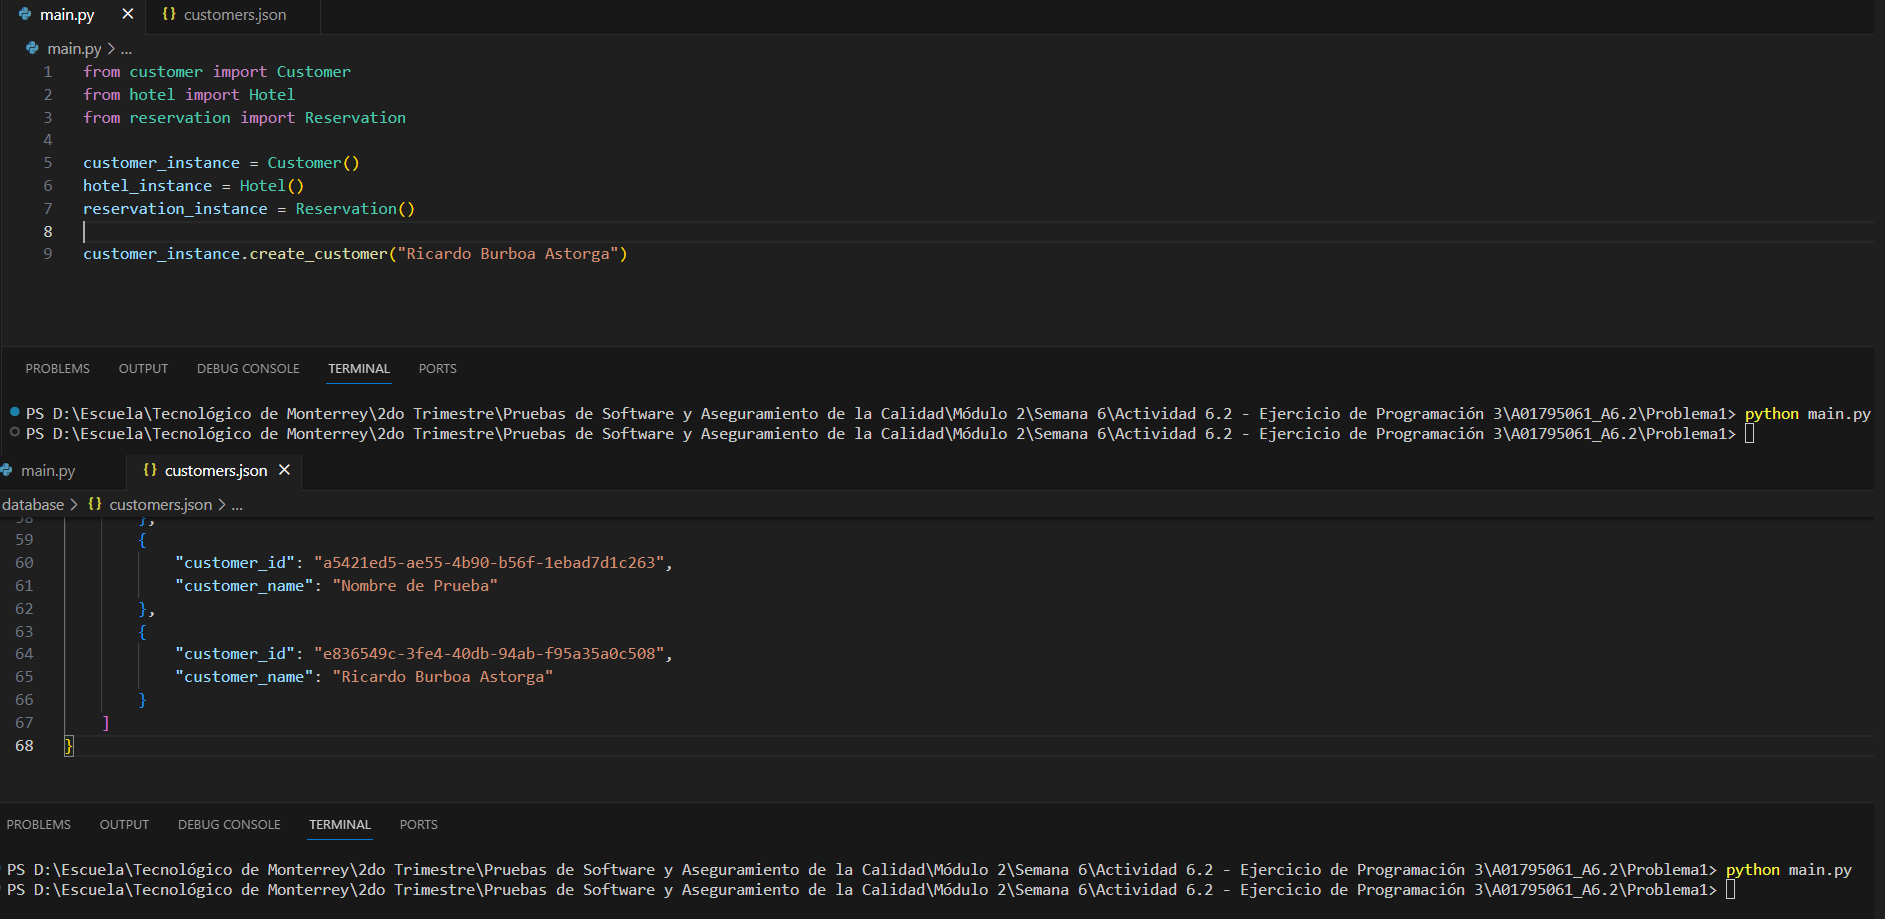 main.py × {} customers.json
main.py > ...
1 from customer import Customer
2 from hotel import Hotel
3 from reservation import Reservation
4
5 customer_instance = Customer()
6 hotel_instance = Hotel()
7 reservation_instance = Reservation()
8
9 customer_instance.create_customer("Ricardo Burboa Astorga")
PROBLEMS OUTPUT DEBUG CONSOLE TERMINAL PORTS
PS D:\Escuela\Tecnológico de Monterrey\2do Trimestre\Pruebas de Software y Aseguramiento de la Calidad\Módulo 2\Semana 6\Actividad 6.2 - Ejercicio de Programación 3\A01795061_A6.2\Problema1> python main.py
PS D:\Escuela\Tecnológico de Monterrey\2do Trimestre\Pruebas de Software y Aseguramiento de la Calidad\Módulo 2\Semana 6\Actividad 6.2 - Ejercicio de Programación 3\A01795061_A6.2\Problema1>
main.py {} customers.json ×
database > {} customers.json > ...
58 },
59 {
60 "customer_id": "a5421ed5-ae55-4b90-b56f-1ebad7d1c263",
61 "customer_name": "Nombre de Prueba"
62 },
63 {
64 "customer_id": "e836549c-3fe4-40db-94ab-f95a35a0c508",
65 "customer_name": "Ricardo Burboa Astorga"
66 }
67 ]
68 }
PROBLEMS OUTPUT DEBUG CONSOLE TERMINAL PORTS
PS D:\Escuela\Tecnológico de Monterrey\2do Trimestre\Pruebas de Software y Aseguramiento de la Calidad\Módulo 2\Semana 6\Actividad 6.2 - Ejercicio de Programación 3\A01795061_A6.2\Problema1> python main.py
PS D:\Escuela\Tecnológico de Monterrey\2do Trimestre\Pruebas de Software y Aseguramiento de la Calidad\Módulo 2\Semana 6\Actividad 6.2 - Ejercicio de Programación 3\A01795061_A6.2\Problema1>